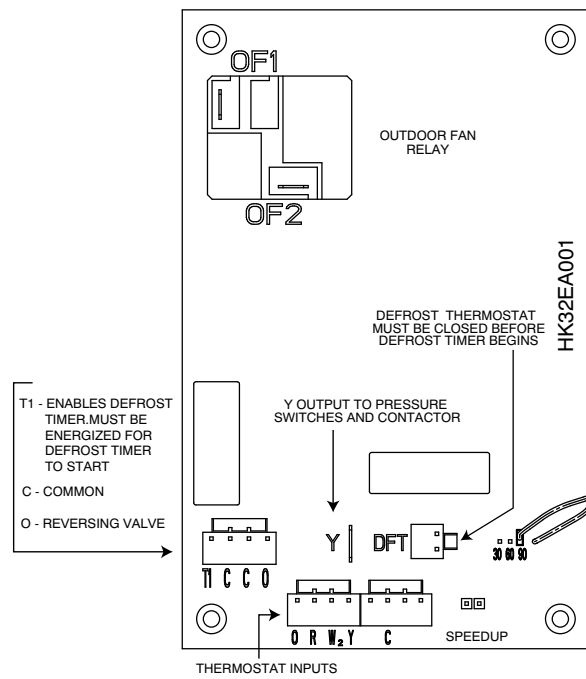 OF1
OUTDOOR FAN
RELAY
OF2
HK32EA001
DEFROST THERMOSTAT
MUST BE CLOSED BEFORE
DEFROST TIMER BEGINS
T1 - ENABLES DEFROST
TIMER.MUST BE
ENERGIZED FOR
DEFROST TIMER
TO START
C - COMMON
O - REVERSING VALVE
Y OUTPUT TO PRESSURE
SWITCHES AND CONTACTOR
Y
DFT
30 60 90
T1 C C O
O R W₂ Y C
SPEEDUP
THERMOSTAT INPUTS